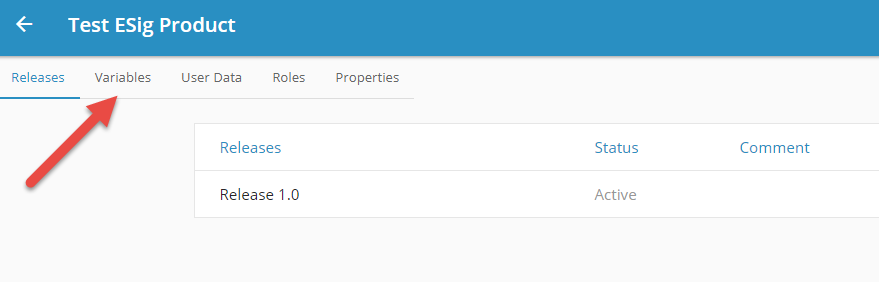 Test ESig Product
Releases Variables User Data Roles Properties
Releases Status Comment
Release 1.0 Active